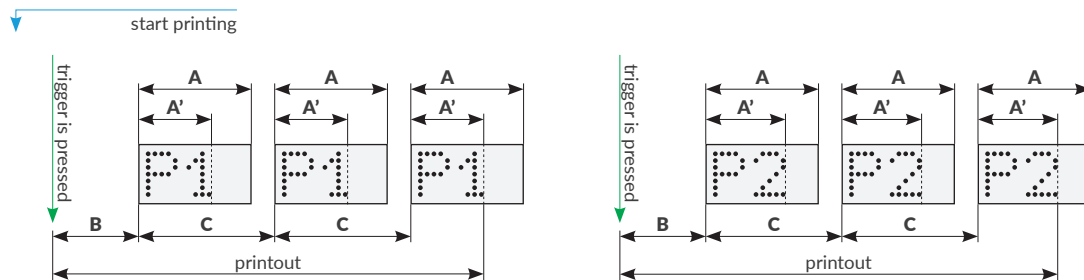 start printing
trigger is pressed
A A A
A' A' A'
P1 P1 P1
B C C
printout
trigger is pressed
A A A
A' A' A'
P2 P2 P2
B C C
printout